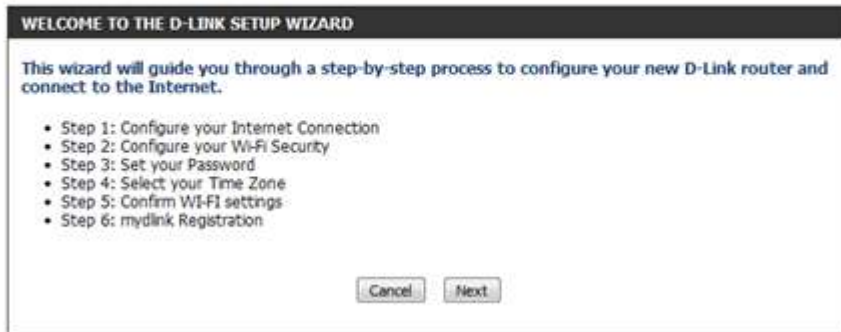 WELCOME TO THE D-LINK SETUP WIZARD
This wizard will guide you through a step-by-step process to configure your new D-Link router and
connect to the Internet.
• Step 1: Configure your Internet Connection
• Step 2: Configure your Wi-Fi Security
• Step 3: Set your Password
• Step 4: Select your Time Zone
• Step 5: Confirm WI-FI settings
• Step 6: mydlink Registration
Cancel Next